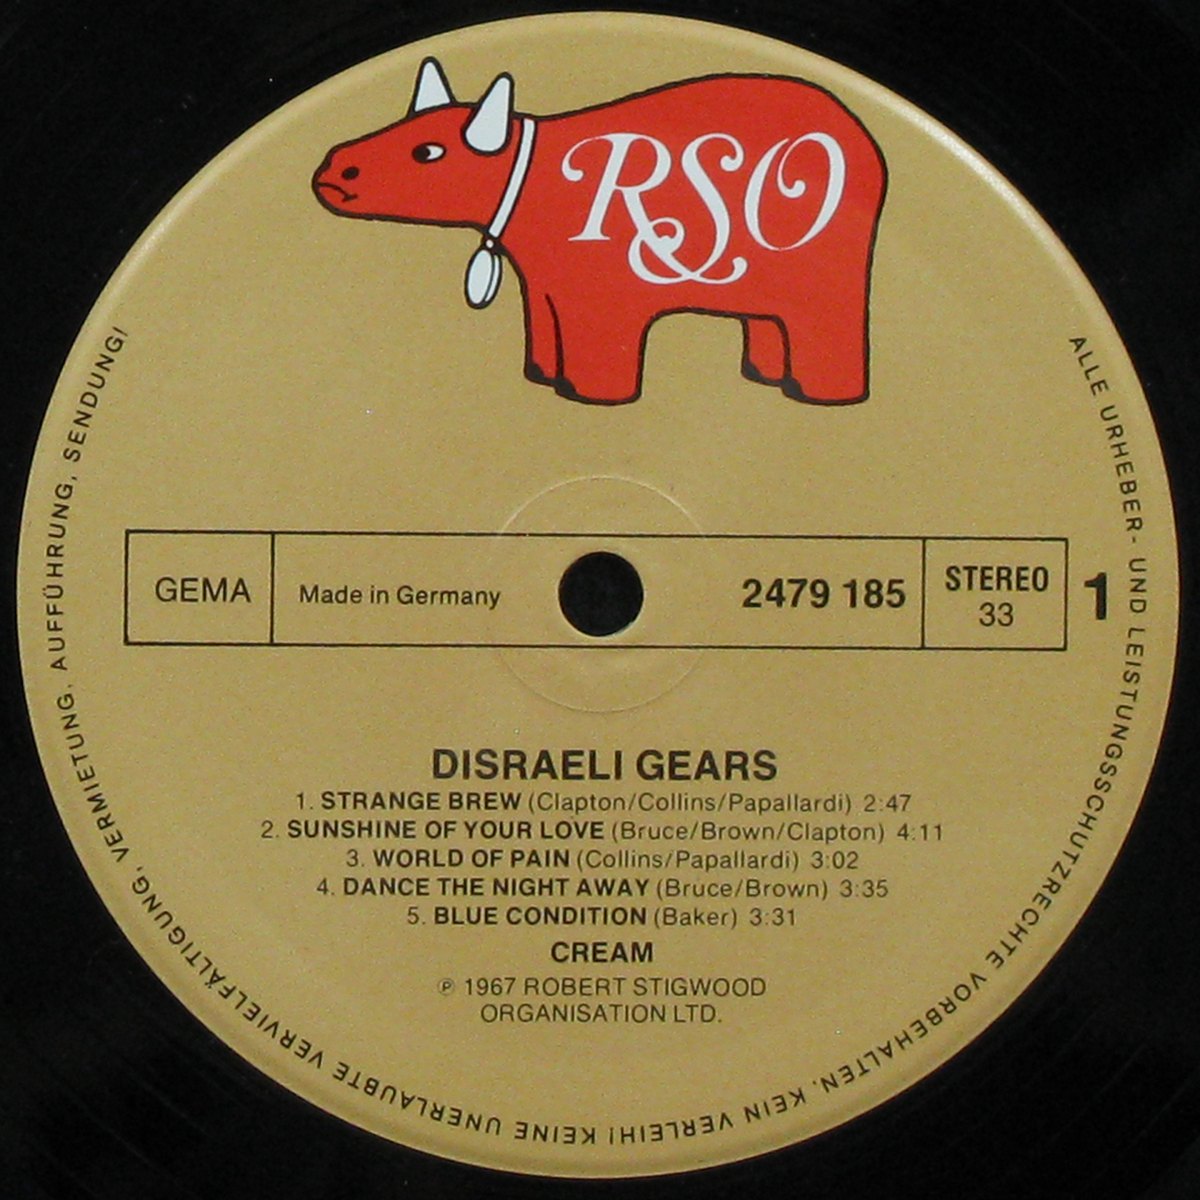 RSO
GEMA
Made in Germany
2479 185
STEREO
33
1
DISRAELI GEARS
1. STRANGE BREW (Clapton/Collins/Papallardi) 2:47
2. SUNSHINE OF YOUR LOVE (Bruce/Brown/Clapton) 4:11
3. WORLD OF PAIN (Collins/Papallardi) 3:02
4. DANCE THE NIGHT AWAY (Bruce/Brown) 3:35
5. BLUE CONDITION (Baker) 3:31
CREAM
℗ 1967 ROBERT STIGWOOD
ORGANISATION LTD.
ALLE URHEBER- UND LEISTUNGSSCHUTZRECHTE VORBEHALTEN. KEIN VERLEIH! KEINE UNERLAUBTE VERVIELFÄLTIGUNG, VERMIETUNG, AUFFÜHRUNG, SENDUNG!